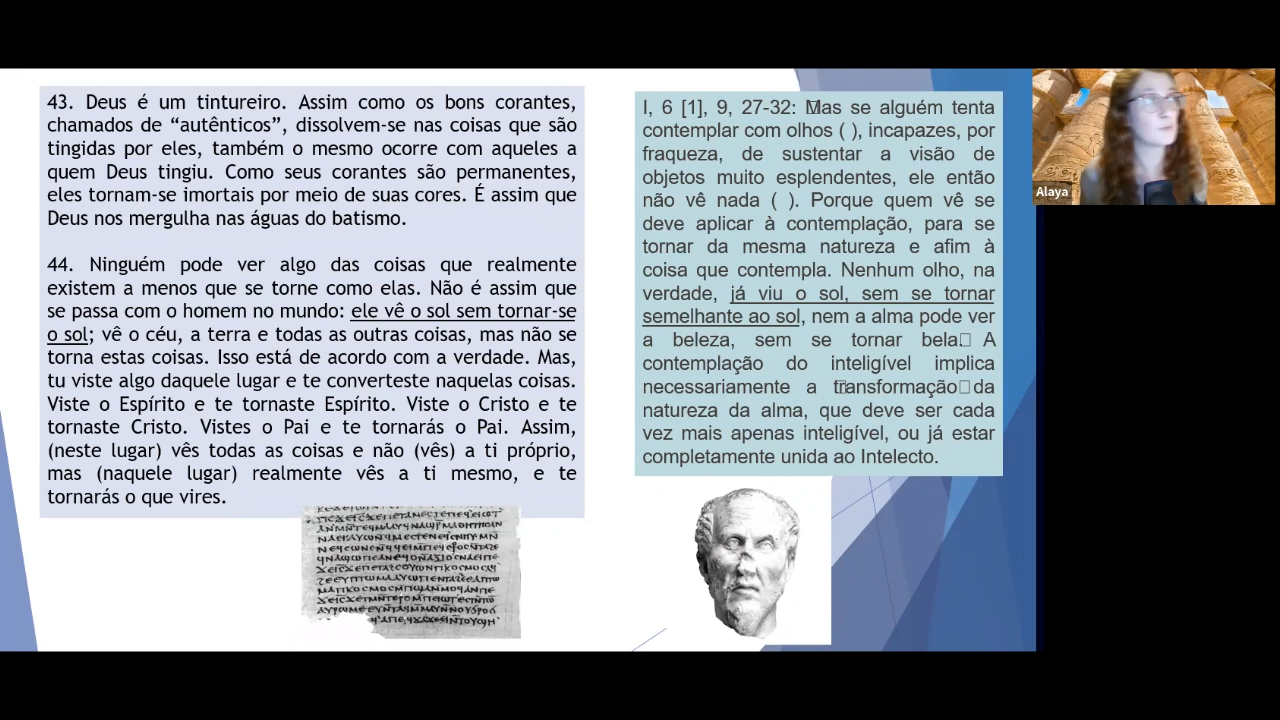 43. Deus é um tintureiro. Assim como os bons corantes,
chamados de “autênticos”, dissolvem-se nas coisas que são
tingidas por eles, também o mesmo ocorre com aqueles a
quem Deus tingiu. Como seus corantes são permanentes,
eles tornam-se imortais por meio de suas cores. É assim que
Deus nos mergulha nas águas do batismo.
44. Ninguém pode ver algo das coisas que realmente
existem a menos que se torne como elas. Não é assim que
se passa com o homem no mundo: ele vê o sol sem tornar-se
o sol; vê o céu, a terra e todas as outras coisas, mas não se
torna estas coisas. Isso está de acordo com a verdade. Mas,
tu viste algo daquele lugar e te converteste naquelas coisas.
Viste o Espírito e te tornaste Espírito. Viste o Cristo e te
tornaste Cristo. Vistes o Pai e te tornarás o Pai. Assim,
(neste lugar) vês todas as coisas e não (vês) a ti próprio,
mas (naquele lugar) realmente vês a ti mesmo, e te
tornarás o que vires.
I, 6 [1], 9, 27-32: Mas se alguém tenta
contemplar com olhos ( ), incapazes, por
fraqueza, de sustentar a visão de
objetos muito esplendentes, ele então
não vê nada ( ). Porque quem vê se
deve aplicar à contemplação, para se
tornar da mesma natureza e afim à
coisa que contempla. Nenhum olho, na
verdade, já viu o sol, sem se tornar
semelhante ao sol, nem a alma pode ver
a beleza, sem se tornar bela. A
contemplação do inteligível implica
necessariamente a transformação da
natureza da alma, que deve ser cada
vez mais apenas inteligível, ou já estar
completamente unida ao Intelecto.
Alaya